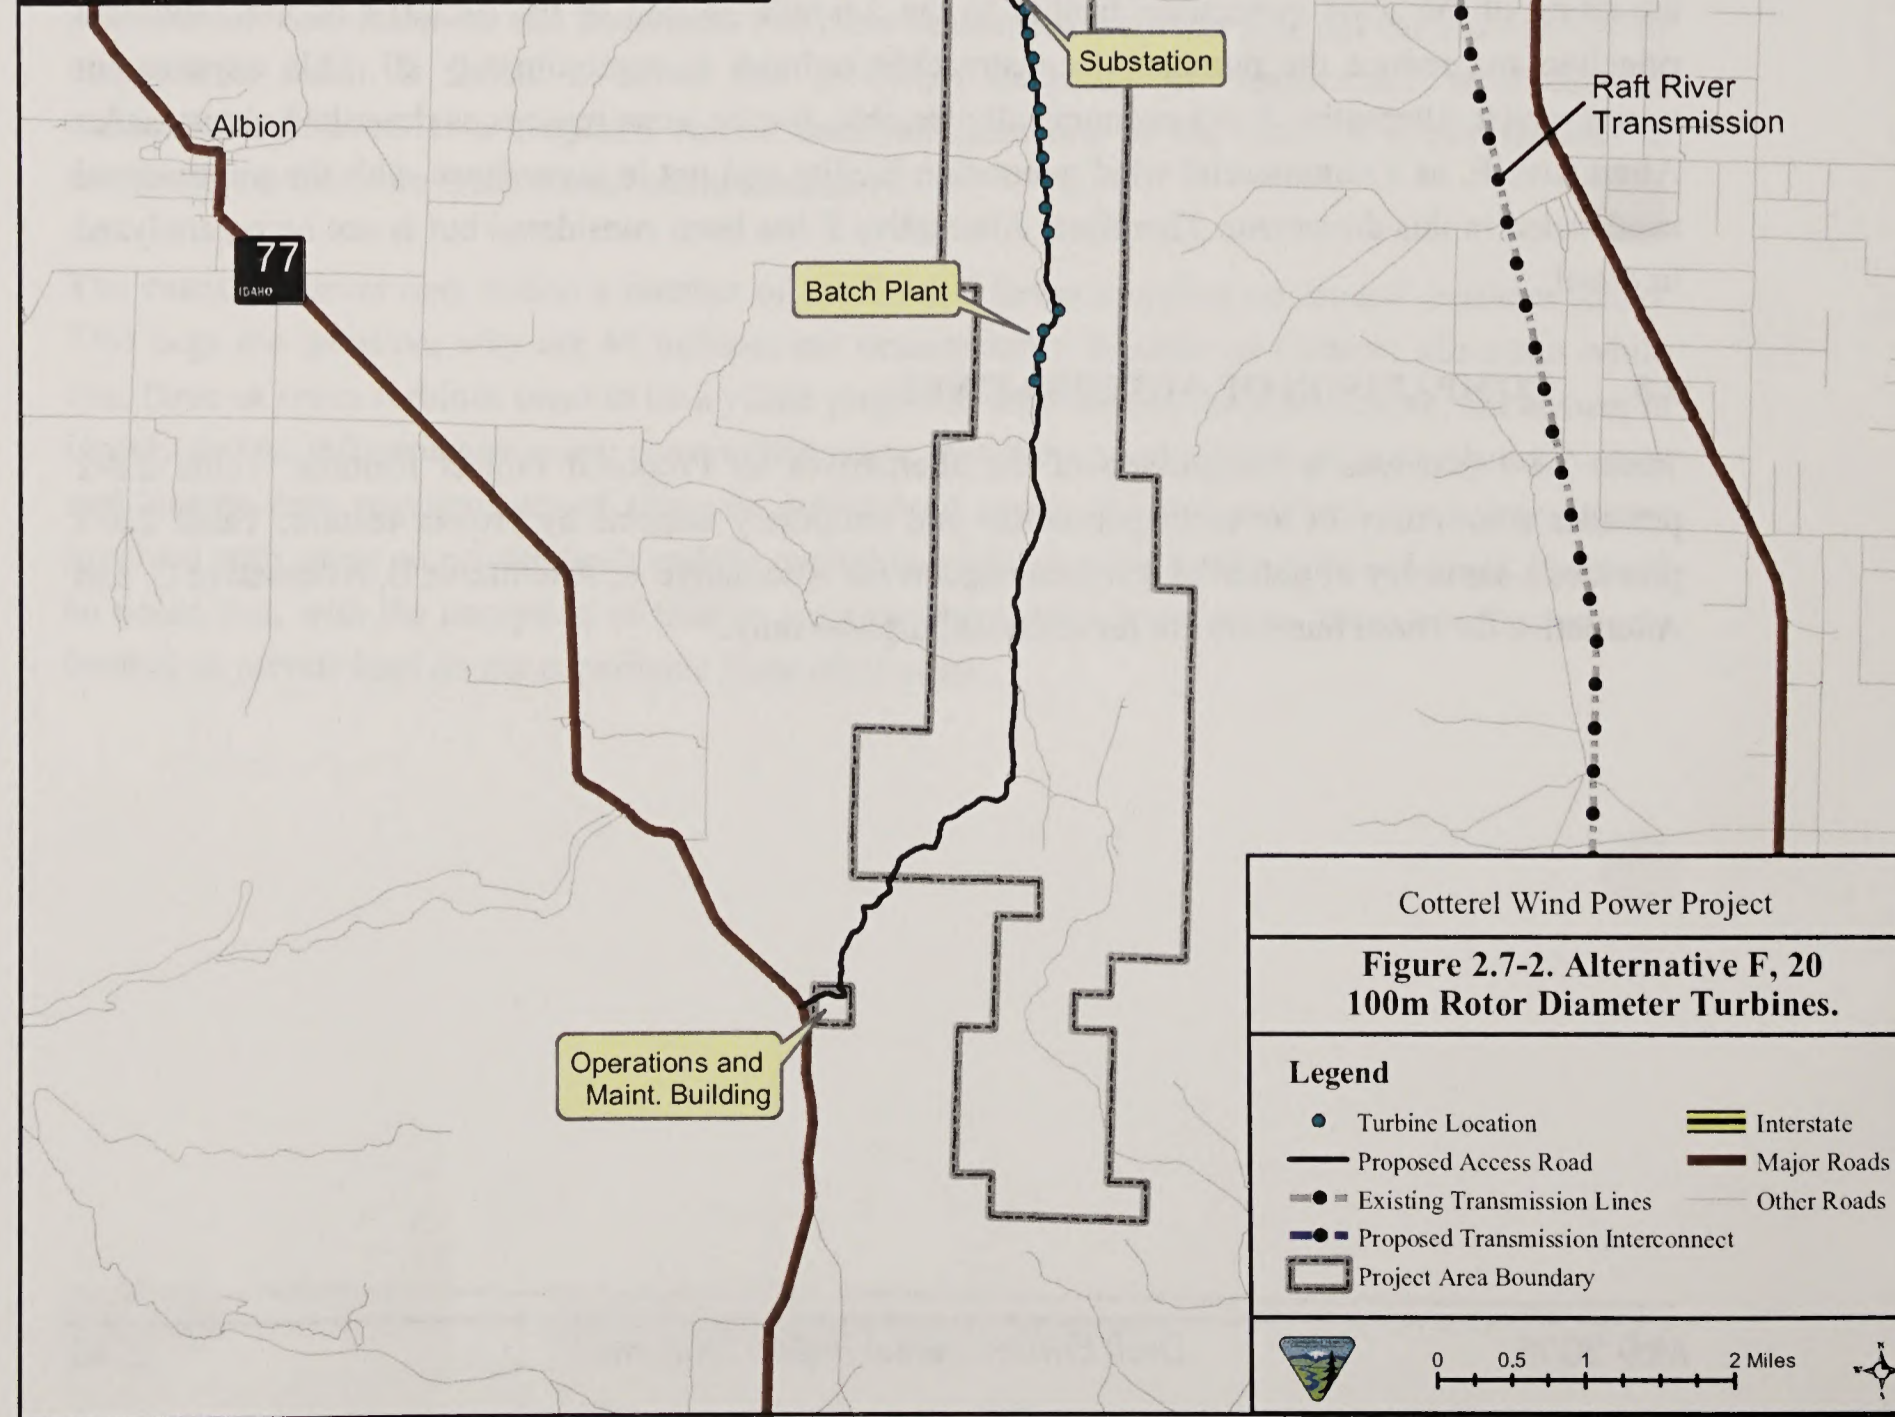 Substation
Raft River
Transmission
Albion
77
IDAHO
Batch Plant
Operations and
Maint. Building
Cotterel Wind Power Project
Figure 2.7-2. Alternative F, 20
100m Rotor Diameter Turbines.
Legend
Turbine Location
Proposed Access Road
Existing Transmission Lines
Proposed Transmission Interconnect
Project Area Boundary
Interstate
Major Roads
Other Roads
0 0.5 1 2 Miles